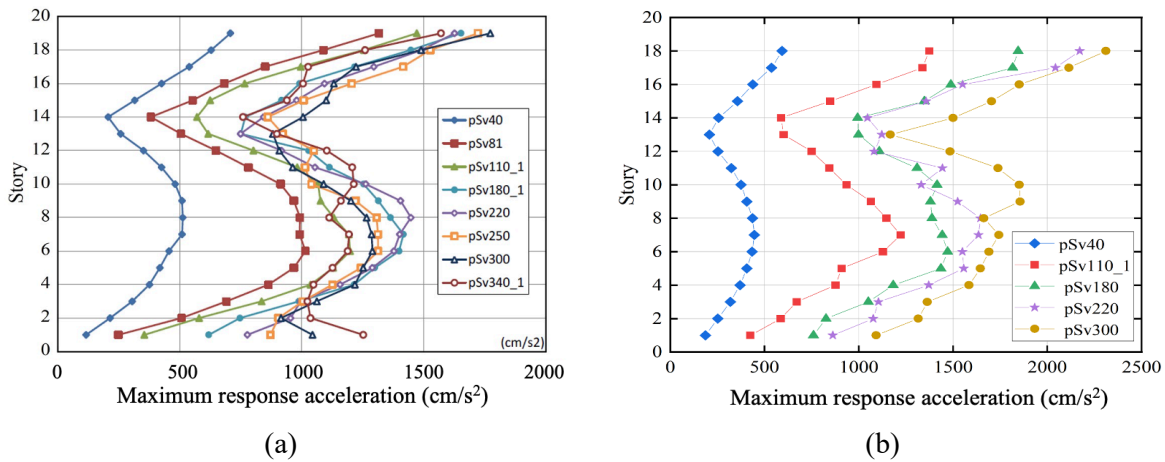 20
18
16
14
12
10
8
6
4
2
0
Story
pSv40
pSv81
pSv110_1
pSv180_1
pSv220
pSv250
pSv300
pSv340_1
(cm/s2)
0 500 1000 1500 2000
Maximum response acceleration (cm/s²)
(a)
20
18
16
14
12
10
8
6
4
2
0
Story
pSv40
pSv110_1
pSv180
pSv220
pSv300
0 500 1000 1500 2000 2500
Maximum response acceleration (cm/s²)
(b)